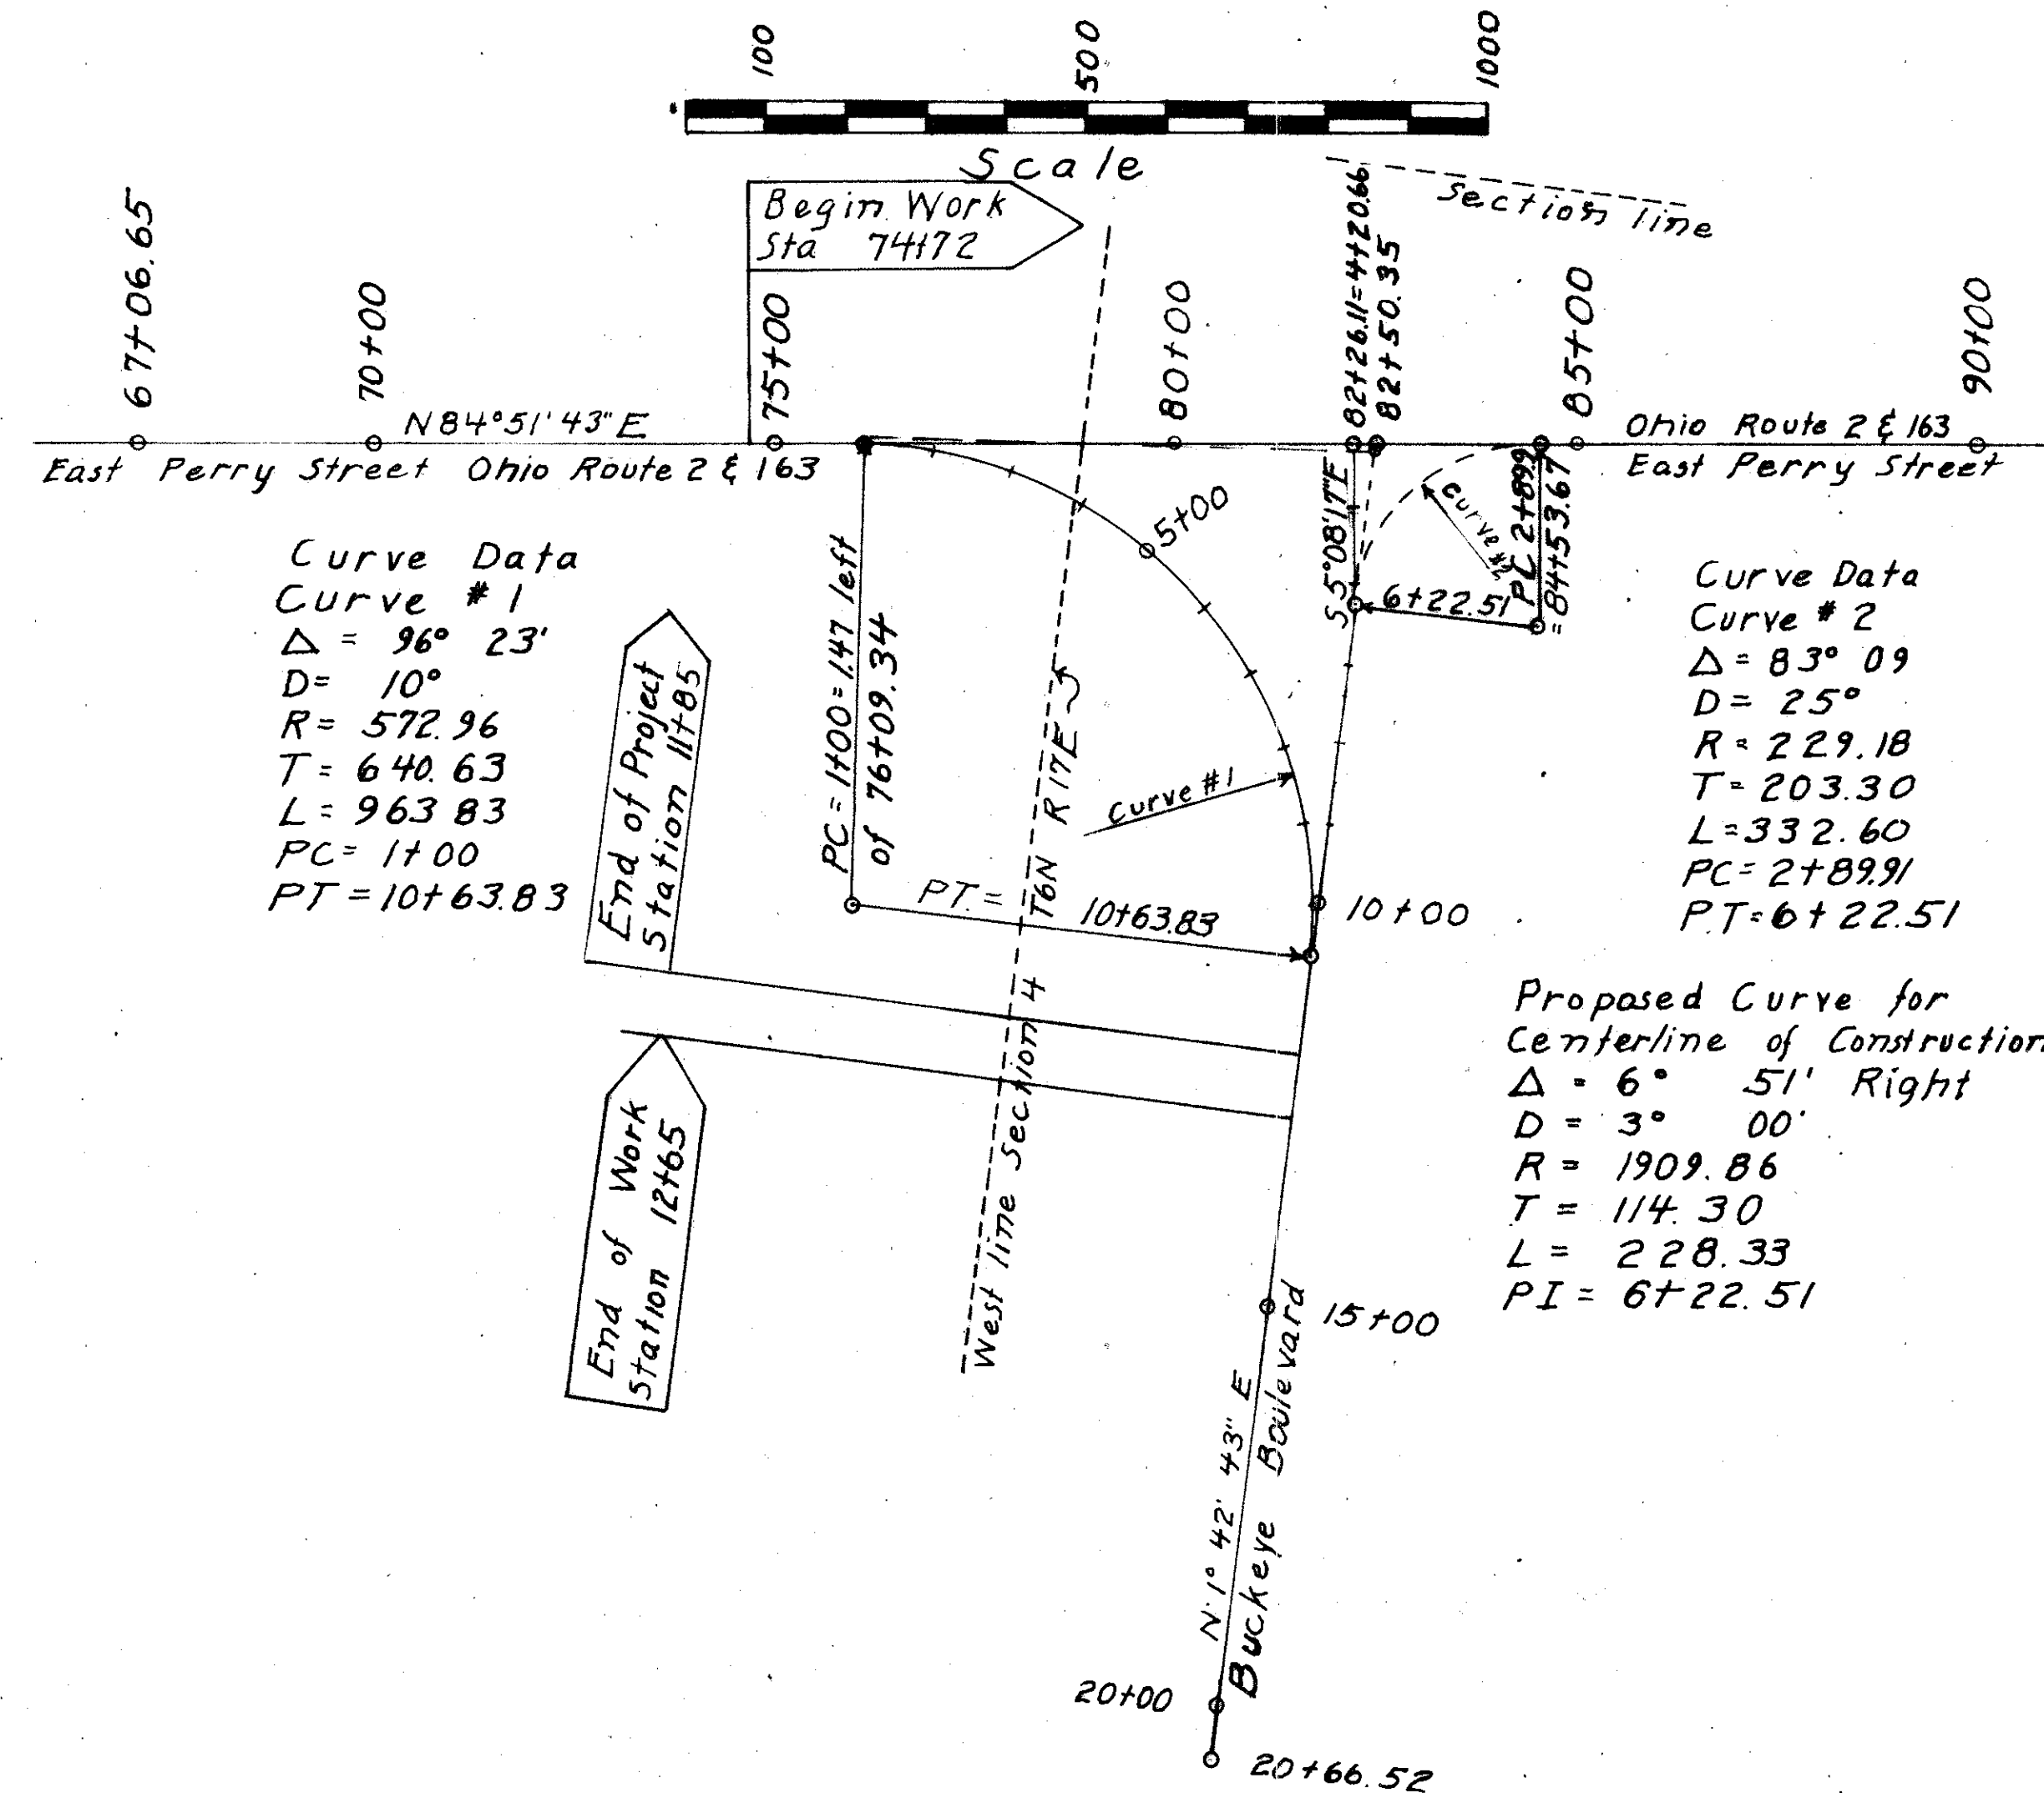 100
500
1000
Scale
Begin Work
Sta 74+72
Section line
67+06.65
70+00
75+00
80+00
82+26.11=4+20.66
82+50.35
85+00
90+00
N84°51'43"E
East Perry Street Ohio Route 2 & 163
Ohio Route 2 & 163
East Perry Street
Curve Data
Curve #1
Δ = 96° 23'
D= 10°
R= 572.96
T= 640.63
L= 963 83
PC= 1+00
PT=10+63.83
End of Project
Station 11+85
PC=1+00=1.47 left
of 76+09.34
5+00
Curve #1
PT.=
10+63.83
T6N R17E
West line Section 4
S5°08'17"E
6+22.51
Curve #2
PC 2+89.9
=84+53.67
10+00
Curve Data
Curve #2
Δ=83° 09
D= 25°
R= 229.18
T=203.30
L=332.60
PC=2+89.91
P.T=6+22.51
Proposed Curve for
Centerline of Construction
Δ = 6° 51' Right
D = 3° 00'
R = 1909.86
T = 114.30
L = 228.33
PI = 6+22.51
End of Work
Station 12+65
15+00
N 1° 42' 43" E
Buckeye Boulevard
20+00
20+66.52